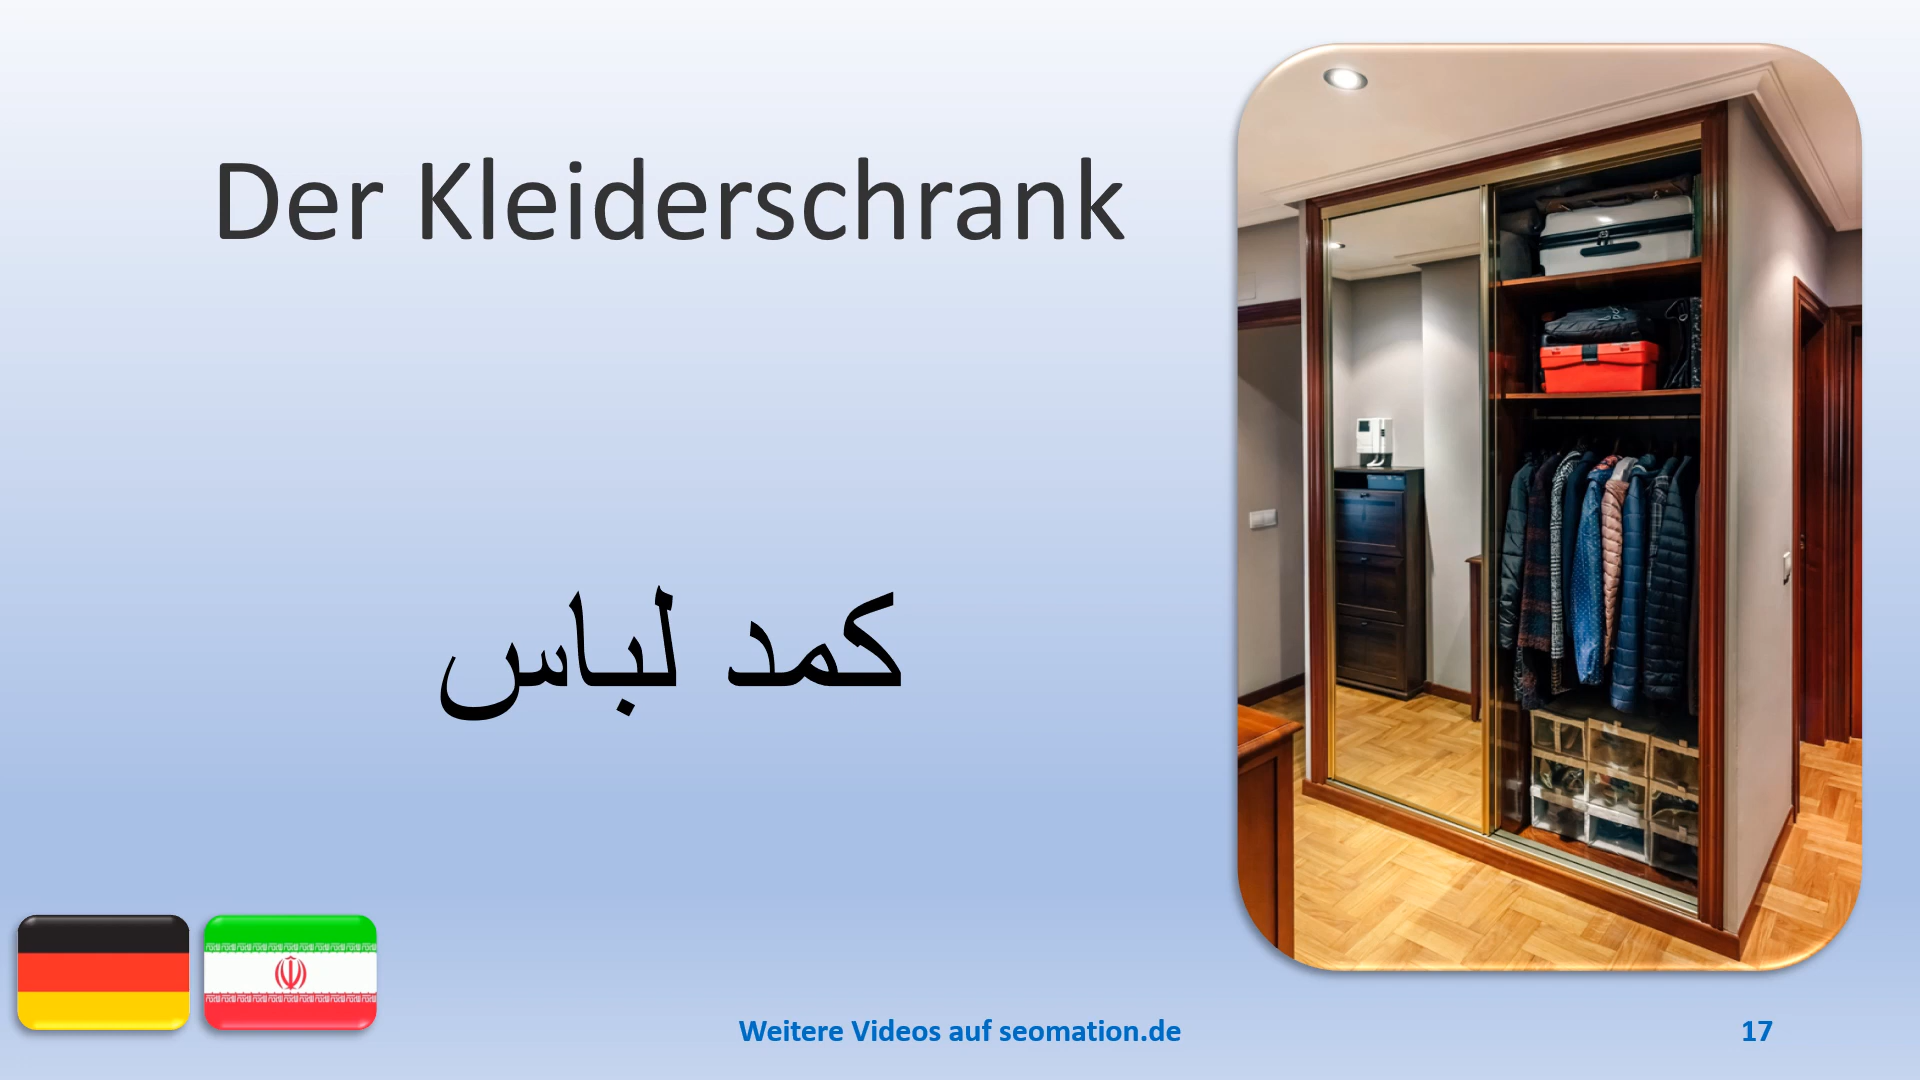 Der Kleiderschrank
کمد لباس
Weitere Videos auf seomation.de
17